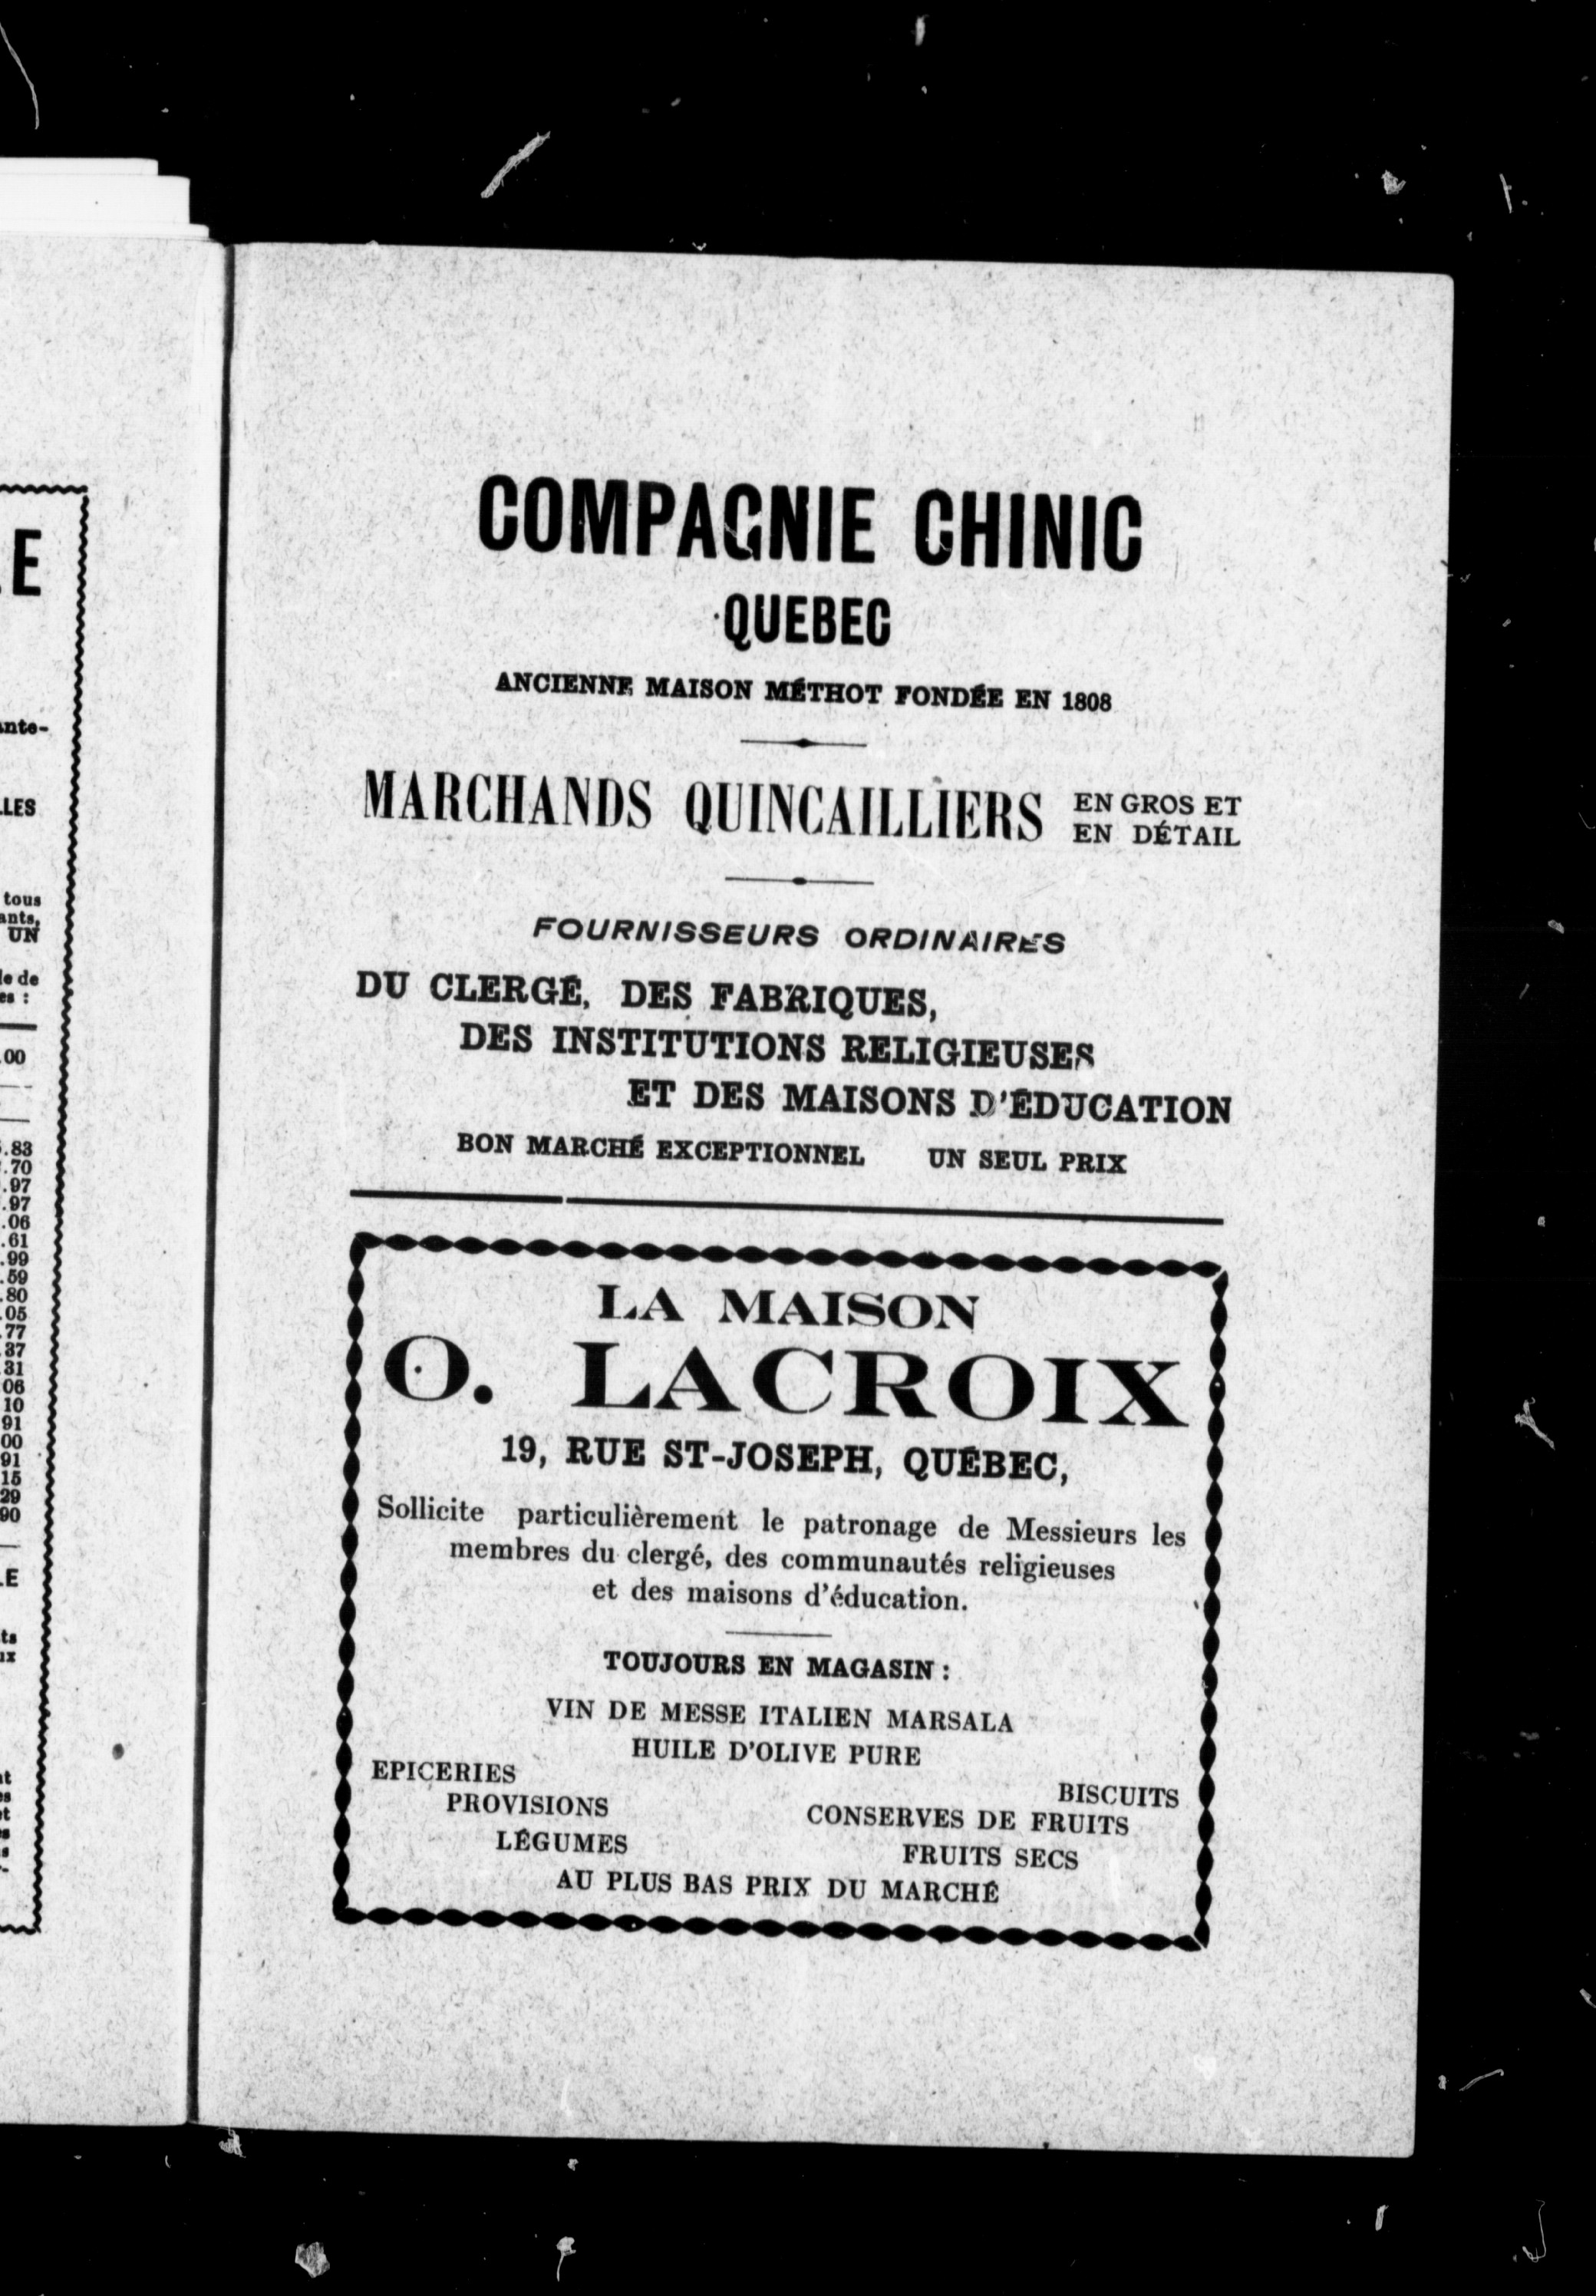 COMPAGNIE CHINIC
QUEBEC
ANCIENNE MAISON MÉTHOT FONDÉE EN 1808
MARCHANDS QUINCAILLIERS EN GROS ET
EN DÉTAIL
FOURNISSEURS ORDINAIRES
DU CLERGÉ, DES FABRIQUES,
DES INSTITUTIONS RELIGIEUSES
ET DES MAISONS D'ÉDUCATION
BON MARCHÉ EXCEPTIONNEL UN SEUL PRIX
LA MAISON
O. LACROIX
19, RUE ST-JOSEPH, QUÉBEC,
Sollicite particulièrement le patronage de Messieurs les
membres du clergé, des communautés religieuses
et des maisons d'éducation.
TOUJOURS EN MAGASIN :
VIN DE MESSE ITALIEN MARSALA
HUILE D'OLIVE PURE
EPICERIES BISCUITS
PROVISIONS CONSERVES DE FRUITS
LÉGUMES FRUITS SECS
AU PLUS BAS PRIX DU MARCHÉ